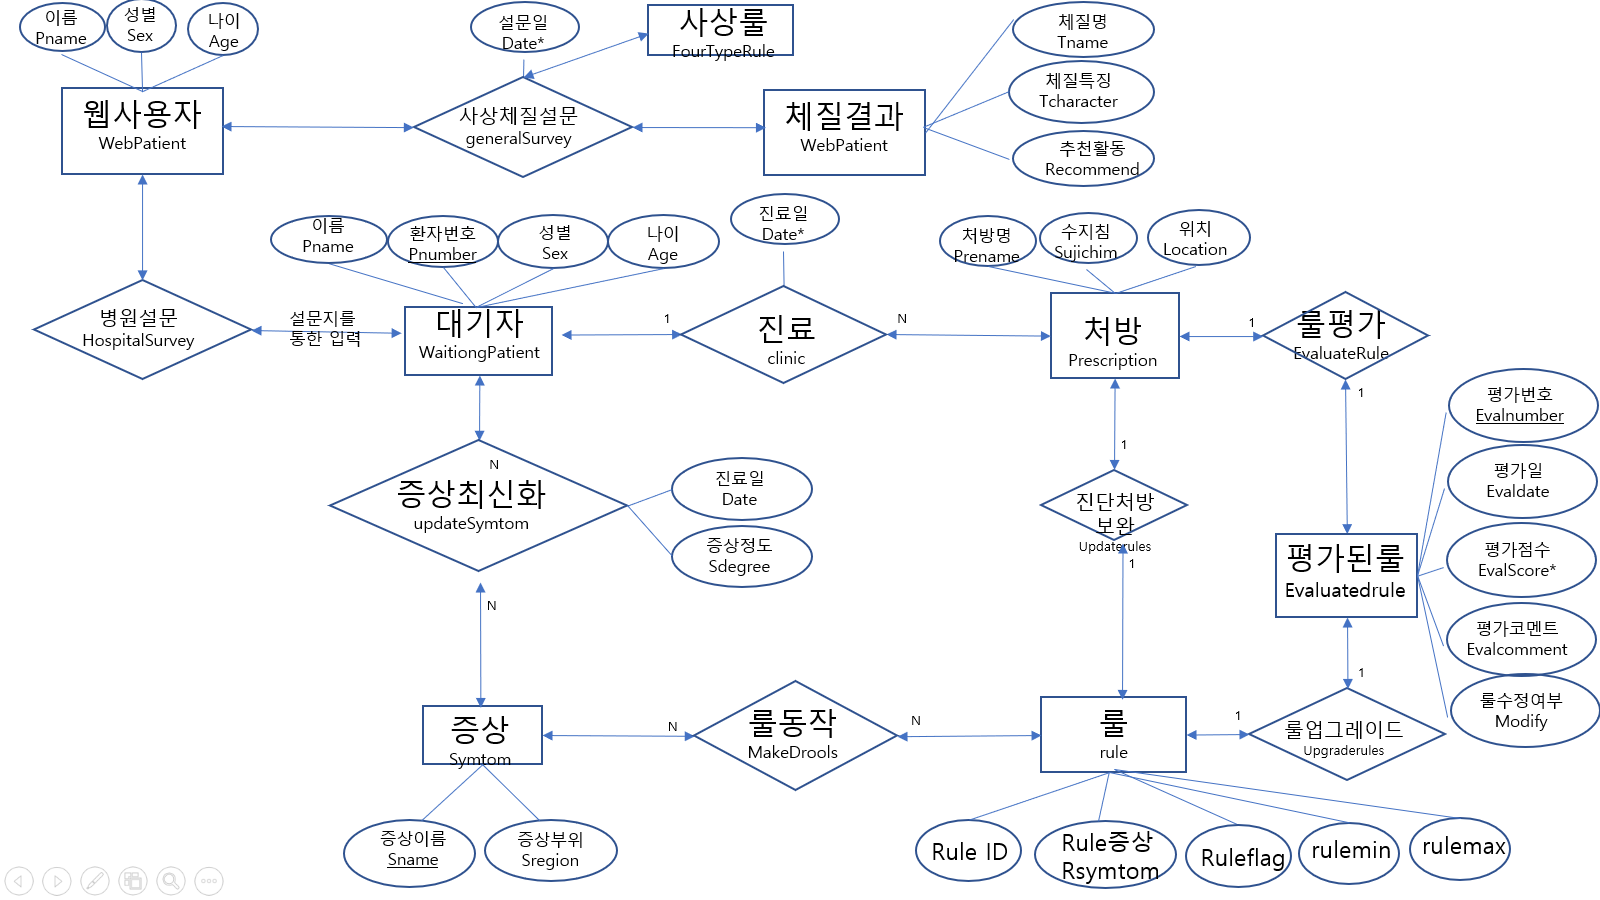 이름
Pname
성별
Sex
나이
Age
설문일
Date*
사상룰
FourTypeRule
체질명
Tname
체질특징
Tcharacter
추천활동
Recommend
웹사용자
WebPatient
사상체질설문
generalSurvey
체질결과
WebPatient
이름
Pname
환자번호
Pnumber
성별
Sex
나이
Age
진료일
Date*
처방명
Prename
수지침
Sujichim
위치
Location
병원설문
HospitalSurvey
설문지를
통한 입력
대기자
WaitiongPatient
1
진료
clinic
N
처방
Prescription
1
룰평가
EvaluateRule
1
평가번호
Evalnumber
평가일
Evaldate
평가점수
EvalScore*
평가코멘트
Evalcomment
룰수정여부
Modify
N
증상최신화
updateSymtom
진료일
Date
증상정도
Sdegree
1
진단처방
보완
Updaterules
1
평가된룰
Evaluatedrule
N
1
증상
Symtom
N
룰동작
MakeDrools
N
룰
rule
1
룰업그레이드
Upgraderules
증상이름
Sname
증상부위
Sregion
Rule ID
Rule증상
Rsymtom
Ruleflag
rulemin
rulemax